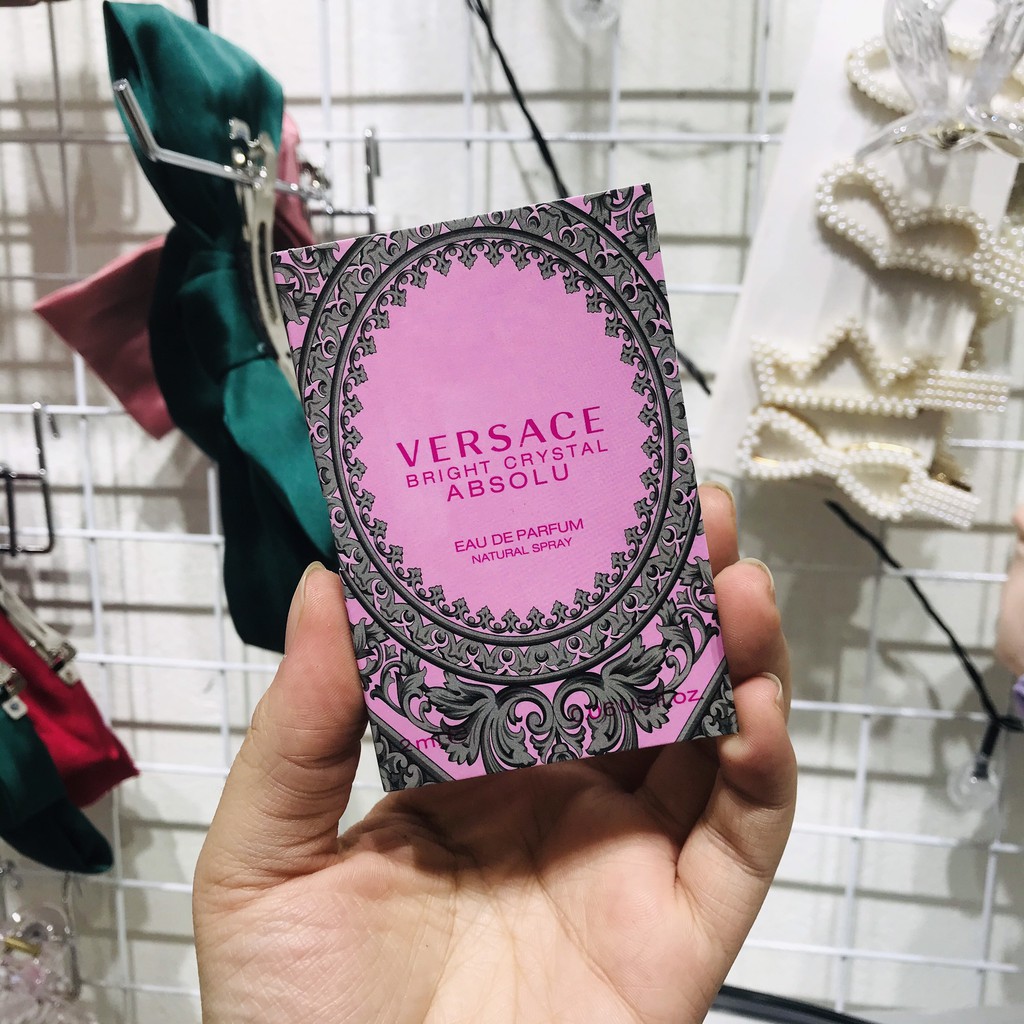 VERSACE
BRIGHT CRYSTAL
ABSOLU
EAU DE PARFUM
NATURAL SPRAY